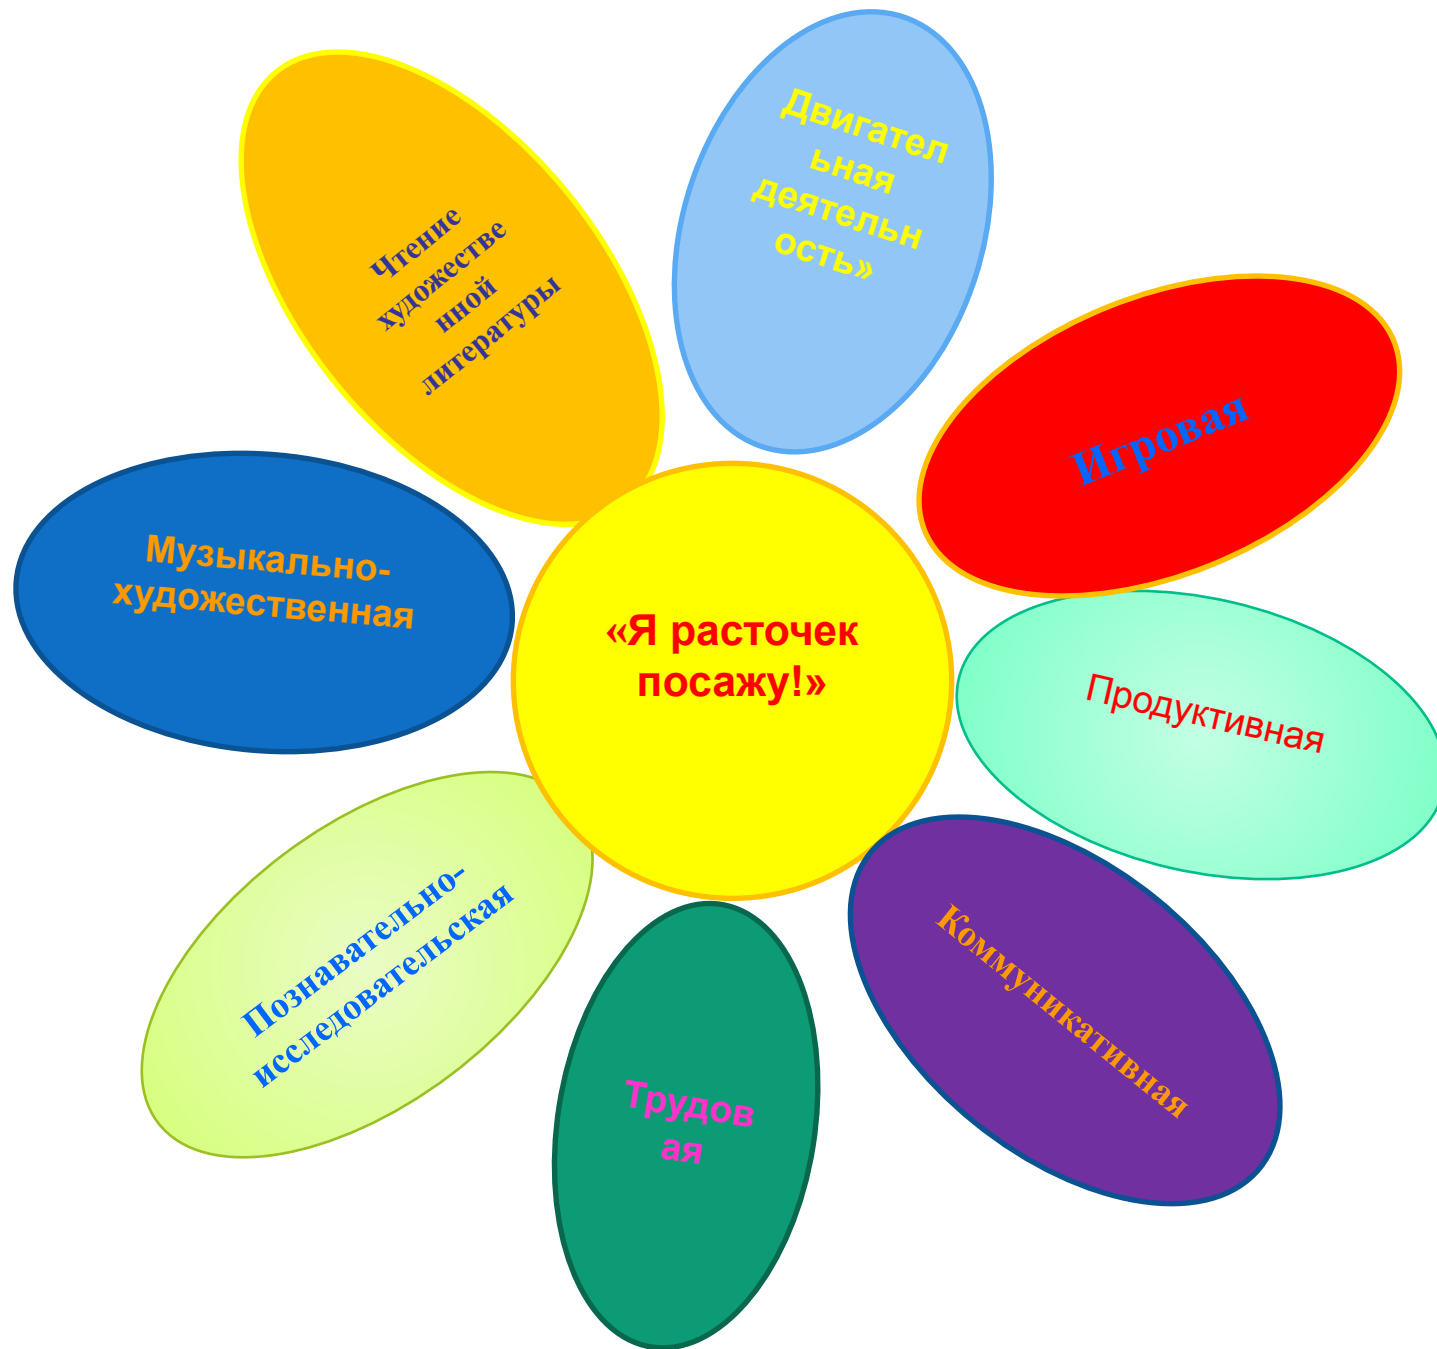 Двигател
ьная
деятельн
ость»
Чтение
художестве
нной
литературы
Игровая
Музыкально-
художественная
«Я расточек
посажу!»
Продуктивная
Познавательно-
исследовательская
Коммуникативная
Трудов
ая